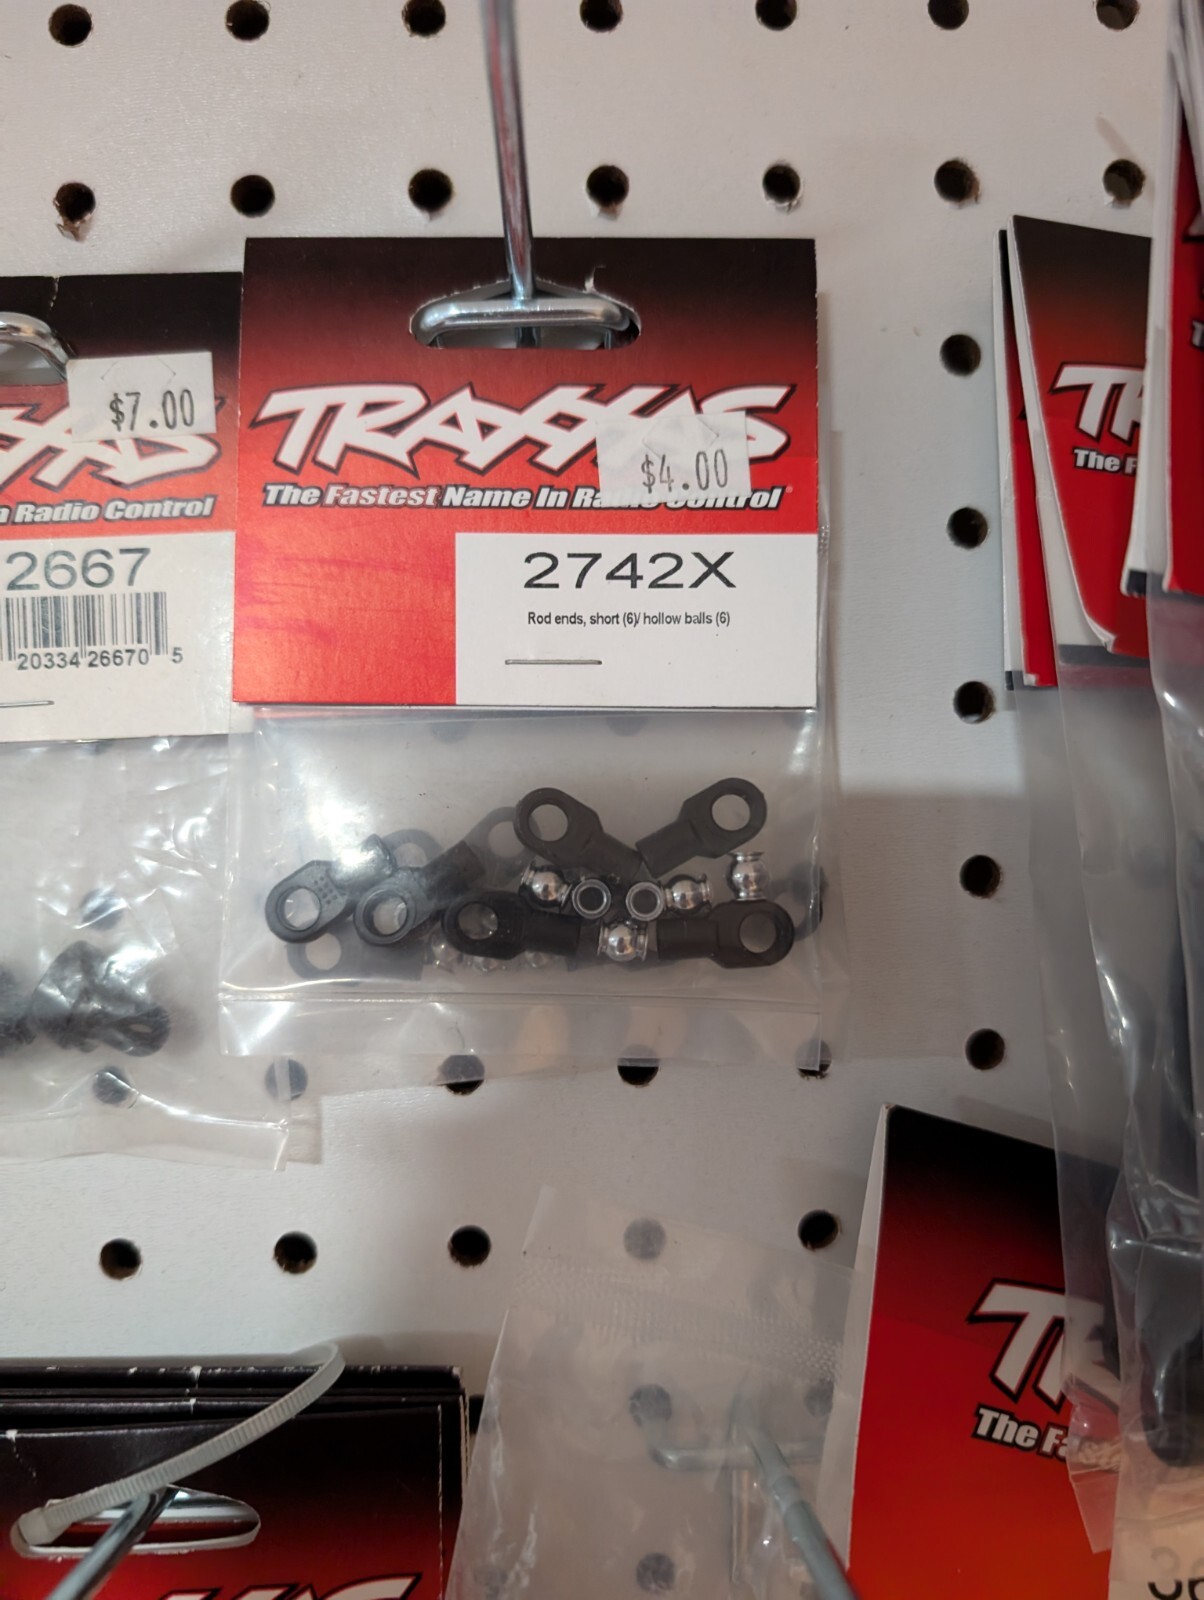 $7.00
n Radio Control
2667
20334 26670 5
TRAXXAS
$4.00
The Fastest Name In Radio Control
2742X
Rod ends, short (6)/ hollow balls (6)
The F
The Fas